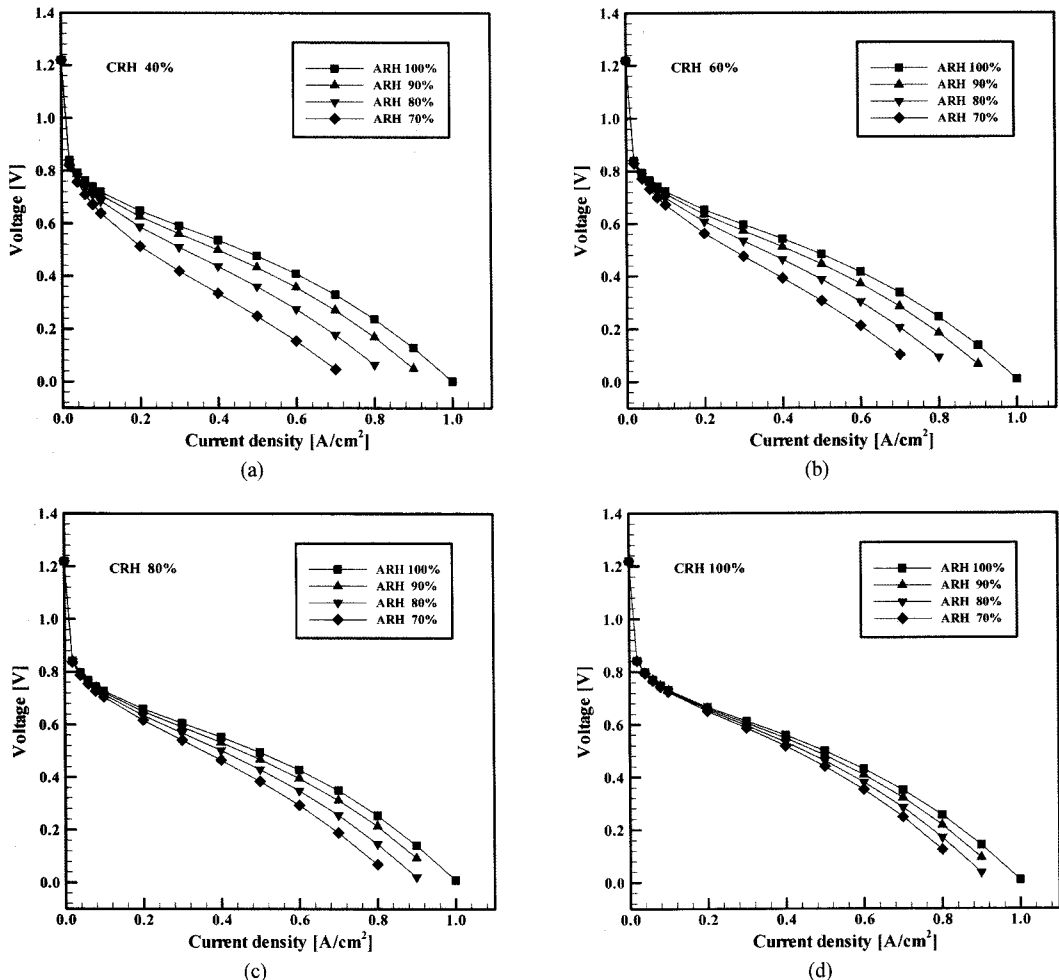 1.4
1.2
1.0
0.8
0.6
0.4
0.2
0.0
Voltage [V]
CRH 40%
ARH 100%
ARH 90%
ARH 80%
ARH 70%
0.0 0.2 0.4 0.6 0.8 1.0
Current density [A/cm²]
(a)
1.4
1.2
1.0
0.8
0.6
0.4
0.2
0.0
Voltage [V]
CRH 60%
ARH 100%
ARH 90%
ARH 80%
ARH 70%
0.0 0.2 0.4 0.6 0.8 1.0
Current density [A/cm²]
(b)
1.4
1.2
1.0
0.8
0.6
0.4
0.2
0.0
Voltage [V]
CRH 80%
ARH 100%
ARH 90%
ARH 80%
ARH 70%
0.0 0.2 0.4 0.6 0.8 1.0
Current density [A/cm²]
(c)
1.4
1.2
1.0
0.8
0.6
0.4
0.2
0.0
Voltage [V]
CRH 100%
ARH 100%
ARH 90%
ARH 80%
ARH 70%
0.0 0.2 0.4 0.6 0.8 1.0
Current density [A/cm²]
(d)